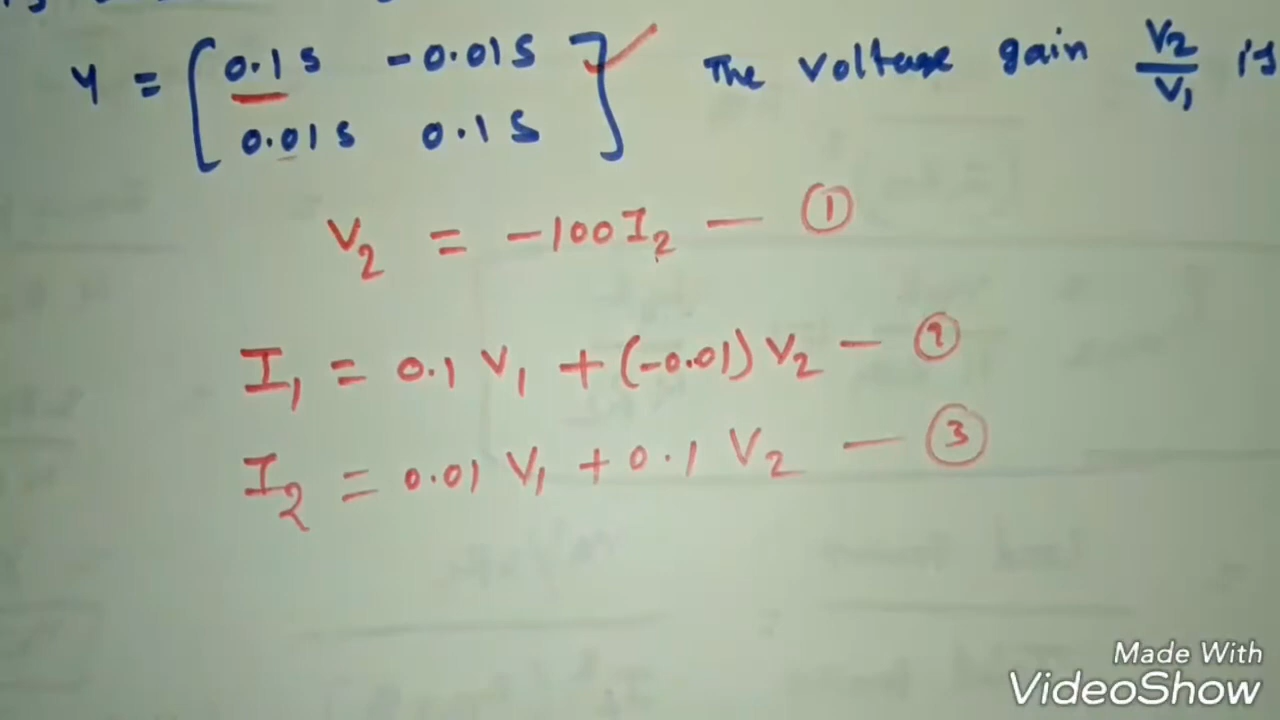 Y = [ 0.1 S -0.01 S The voltage gain V2/V1 is
0.01 S 0.1 S ]
V2 = -100 I2 — ①
I1 = 0.1 V1 + (-0.01) V2 — ②
I2 = 0.01 V1 + 0.1 V2 — ③
Made With
VideoShow